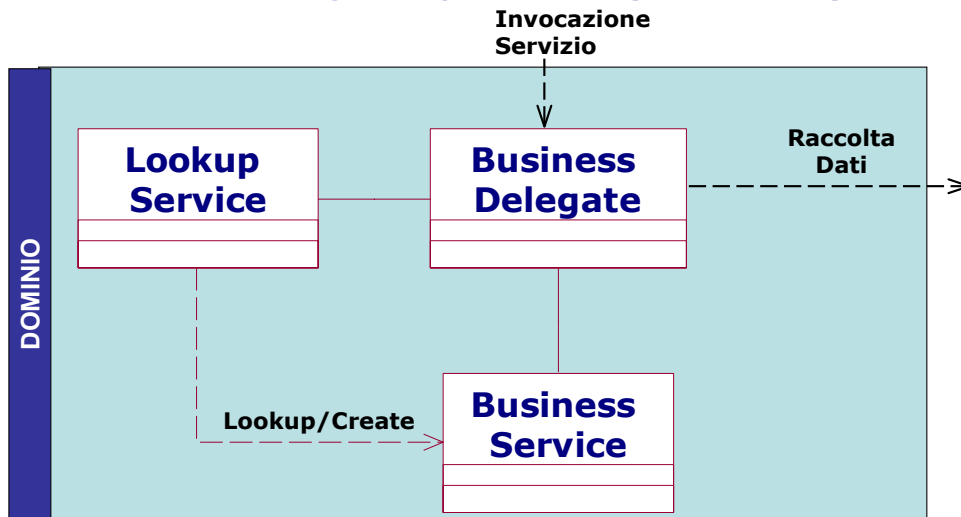 Invocazione
Servizio
Lookup
Service
Business
Delegate
Raccolta
Dati
DOMINIO
Lookup/Create
Business
Service